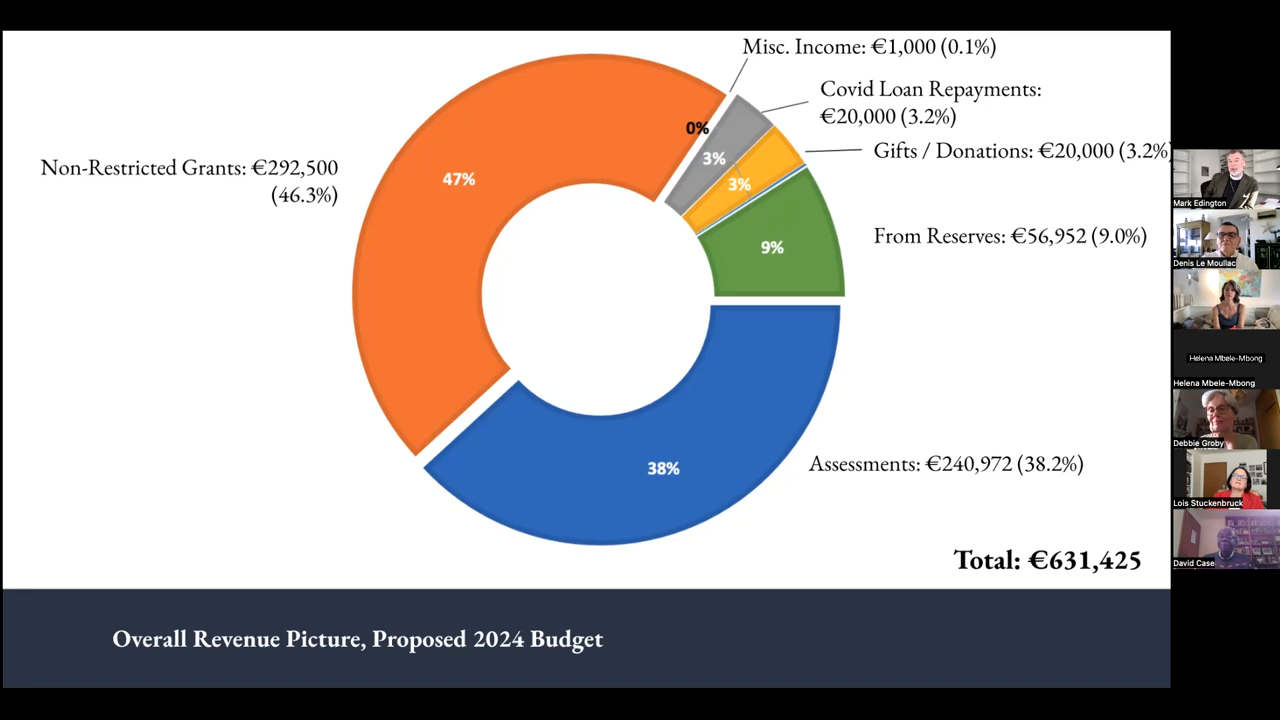 Misc. Income: €1,000 (0.1%)
Covid Loan Repayments:
€20,000 (3.2%)
Gifts / Donations: €20,000 (3.2%)
Non-Restricted Grants: €292,500
(46.3%)
0%
3%
3%
47%
From Reserves: €56,952 (9.0%)
9%
38%
Assessments: €240,972 (38.2%)
Total: €631,425
Overall Revenue Picture, Proposed 2024 Budget
Mark Edington
Denis Le Moullac
Helena Mbele-Mbong
Helena Mbele-Mbong
Debbie Groby
Lois Stuckenbruck
David Case